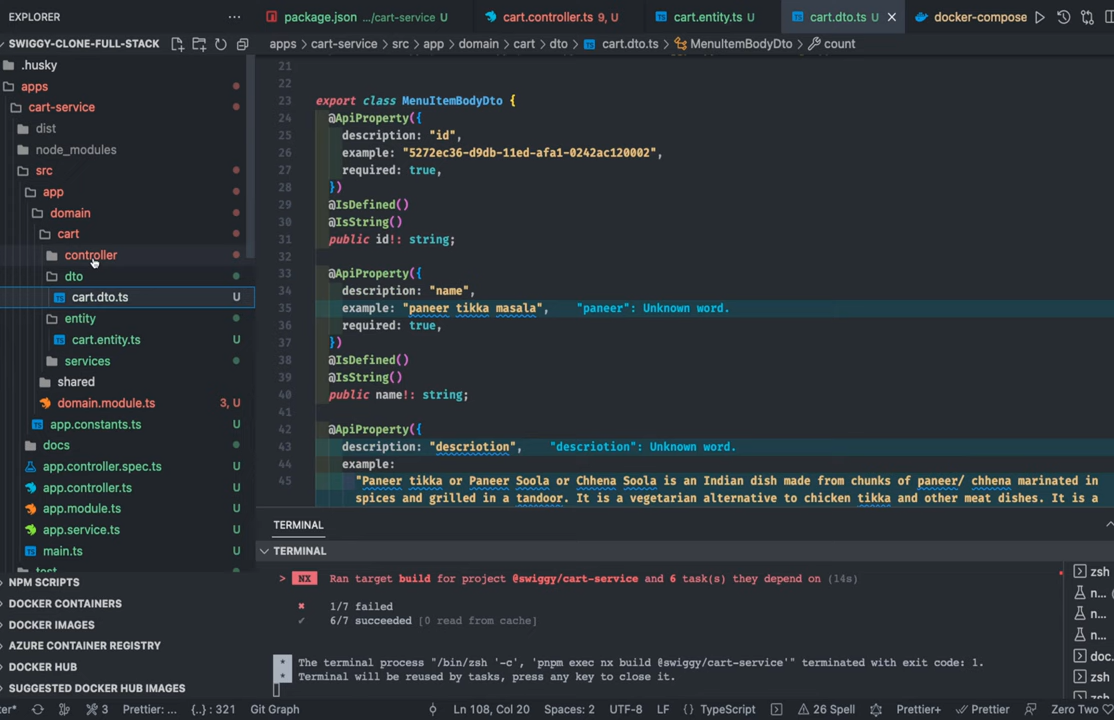 EXPLORER ...
package.json .../cart-service U
cart.controller.ts 9, U
cart.entity.ts U
cart.dto.ts U
docker-compose
SWIGGY-CLONE-FULL-STACK
apps > cart-service > src > app > domain > cart > dto > cart.dto.ts > MenuItemBodyDto > count
.husky
apps
cart-service
dist
node_modules
src
app
domain
cart
controller
dto
cart.dto.ts U
entity
cart.entity.ts U
services
shared
domain.module.ts 3, U
app.constants.ts U
docs
app.controller.spec.ts U
app.controller.ts U
app.module.ts U
app.service.ts U
main.ts U
test
NPM SCRIPTS
DOCKER CONTAINERS
DOCKER IMAGES
AZURE CONTAINER REGISTRY
DOCKER HUB
SUGGESTED DOCKER HUB IMAGES
21
22
23 export class MenuItemBodyDto {
24 @ApiProperty({
25 description: "id",
26 example: "5272ec36-d9db-11ed-afa1-0242ac120002",
27 required: true,
28 })
29 @IsDefined()
30 @IsString()
31 public id!: string;
32
33 @ApiProperty({
34 description: "name",
35 example: "paneer tikka masala", "paneer": Unknown word.
36 required: true,
37 })
38 @IsDefined()
39 @IsString()
40 public name!: string;
41
42 @ApiProperty({
43 description: "descriotion", "descriotion": Unknown word.
44 example:
45 "Paneer tikka or Paneer Soola or Chhena Soola is an Indian dish made from chunks of paneer/ chhena marinated in
spices and grilled in a tandoor. It is a vegetarian alternative to chicken tikka and other meat dishes. It is a
TERMINAL
TERMINAL
> NX Ran target build for project @swiggy/cart-service and 6 task(s) they depend on (14s)
✖ 1/7 failed
✓ 6/7 succeeded [0 read from cache]
* The terminal process "/bin/zsh '-c', 'pnpm exec nx build @swiggy/cart-service'" terminated with exit code: 1.
* Terminal will be reused by tasks, press any key to close it.
zsh
n...
n...
n...
doc.
zsh
ter* 3 Prettier: ... {..} : 321 Git Graph Ln 108, Col 20 Spaces: 2 UTF-8 LF {} TypeScript 26 Spell Prettier+ Prettier Zero Two